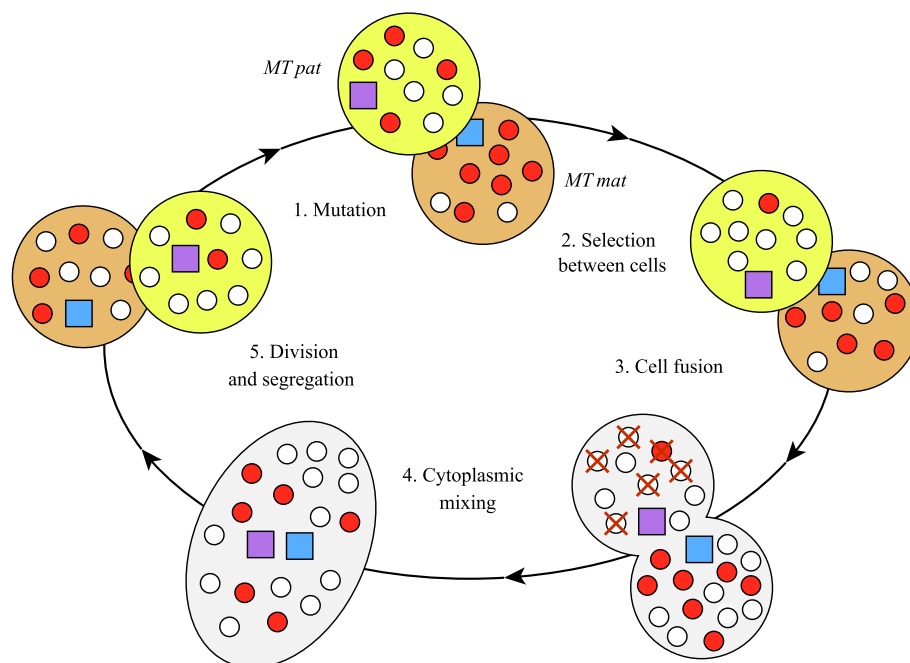 MT pat
1. Mutation
MT mat
2. Selection
between cells
3. Cell fusion
4. Cytoplasmic
mixing
5. Division
and segregation